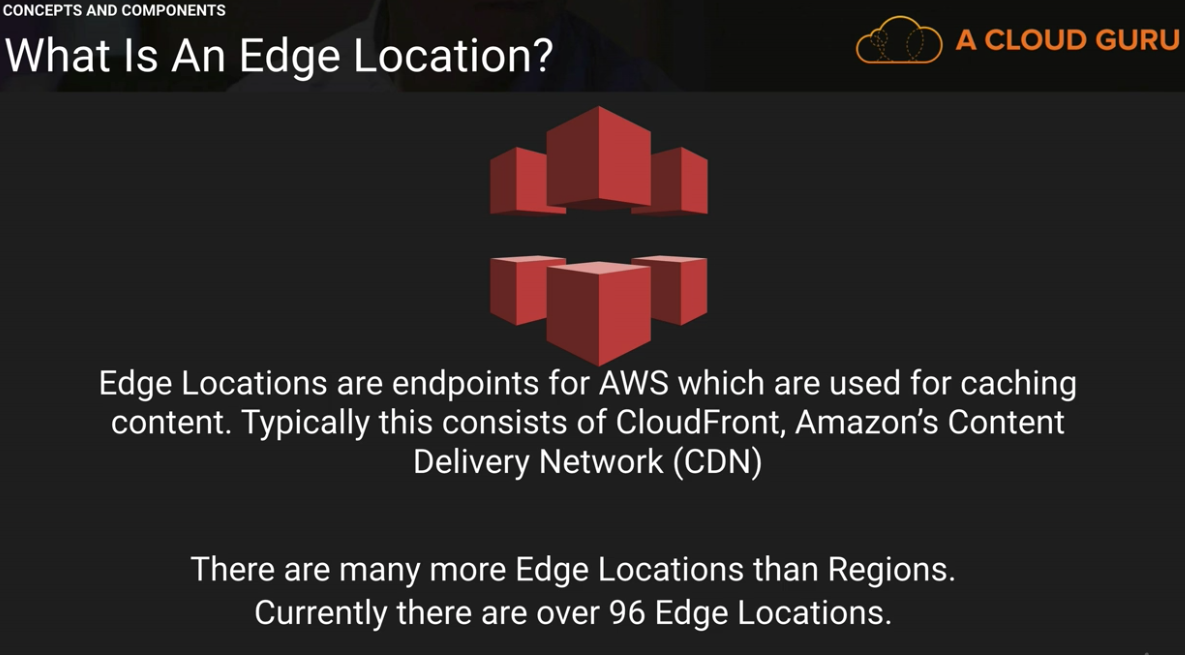 CONCEPTS AND COMPONENTS
What Is An Edge Location?
A CLOUD GURU
Edge Locations are endpoints for AWS which are used for caching
content. Typically this consists of CloudFront, Amazon’s Content
Delivery Network (CDN)
There are many more Edge Locations than Regions.
Currently there are over 96 Edge Locations.